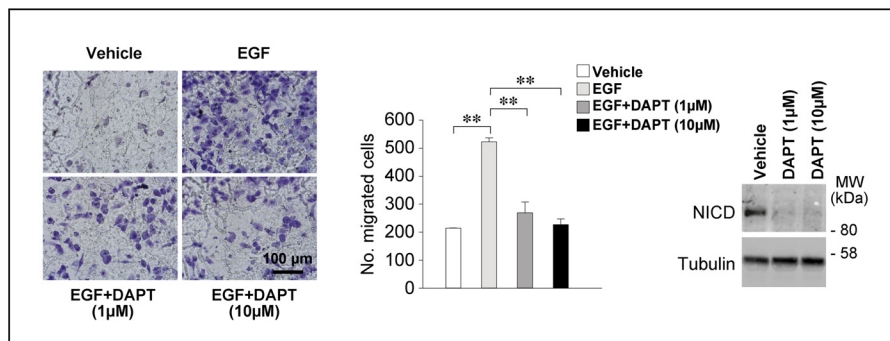 Vehicle
EGF
100 µm
EGF+DAPT
(1µM)
EGF+DAPT
(10µM)
No. migrated cells
600
500
400
300
200
100
0
**
**
**
Vehicle
EGF
EGF+DAPT (1µM)
EGF+DAPT (10µM)
Vehicle
DAPT (1µM)
DAPT (10µM)
MW
(kDa)
NICD
- 80
- 58
Tubulin